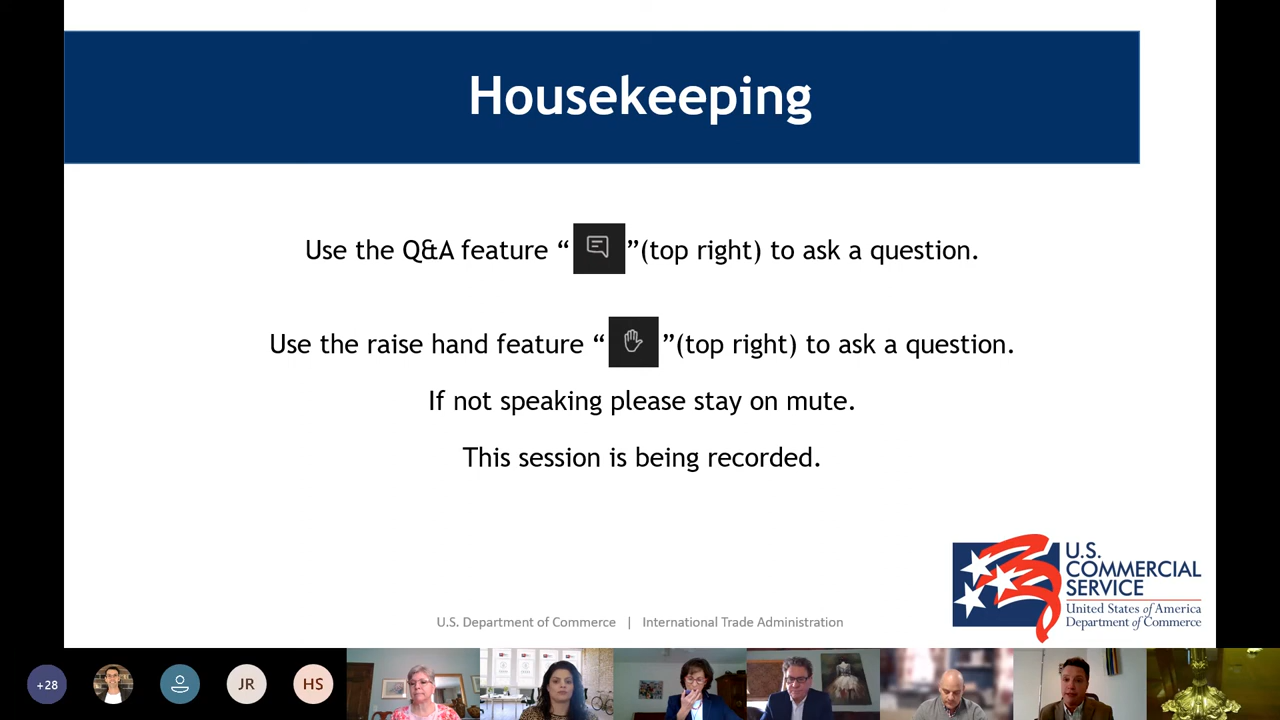 Housekeeping
Use the Q&A feature “ ”(top right) to ask a question.
Use the raise hand feature “ ”(top right) to ask a question.
If not speaking please stay on mute.
This session is being recorded.
U.S.
COMMERCIAL
SERVICE
United States of America
Department of Commerce
U.S. Department of Commerce | International Trade Administration
+28
JR
HS